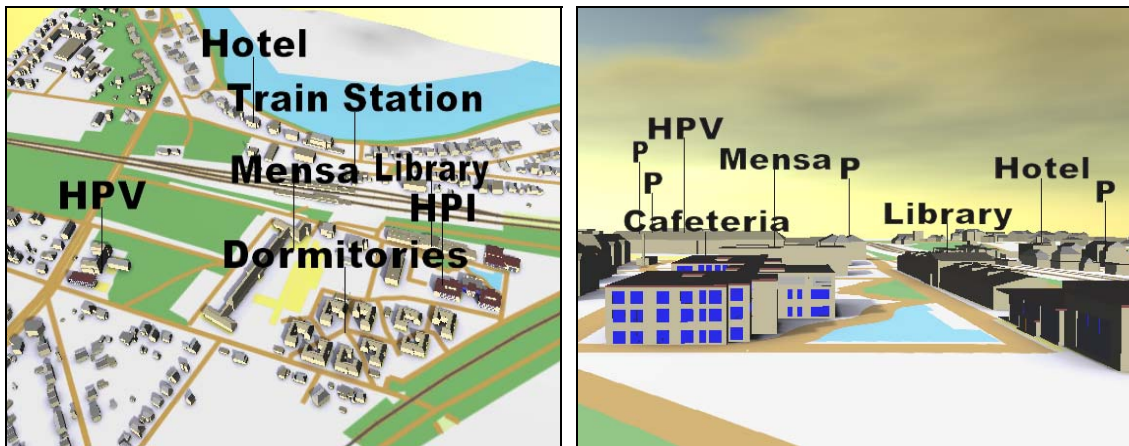 Hotel
Train Station
Mensa
Library
HPV
HPI
Dormitories
HPV
P
Mensa
P
P
Hotel
P
Cafeteria
Library